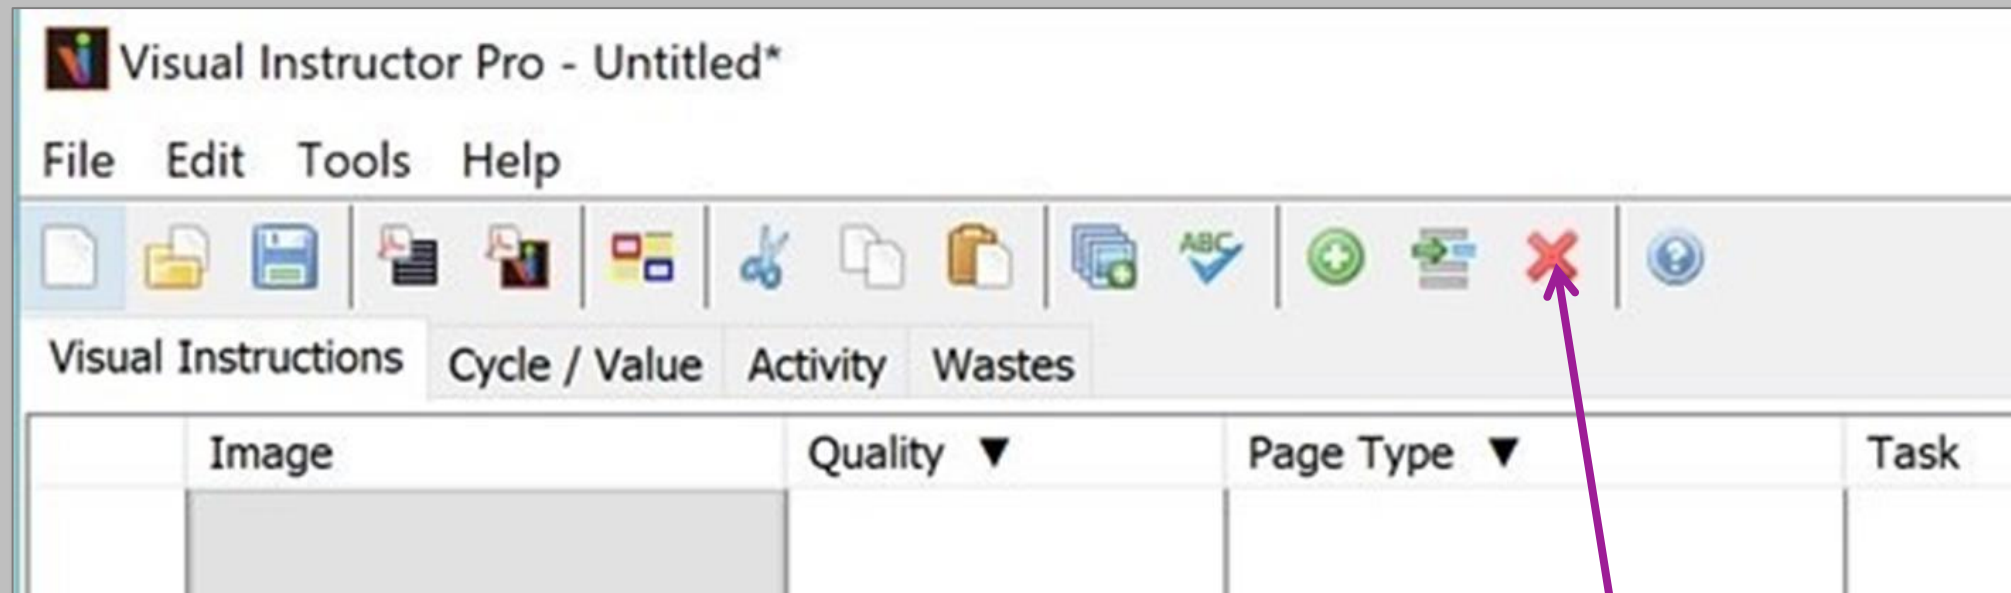 Visual Instructor Pro - Untitled*
File Edit Tools Help
ABC
Visual Instructions Cycle / Value Activity Wastes
Image Quality ▼ Page Type ▼ Task